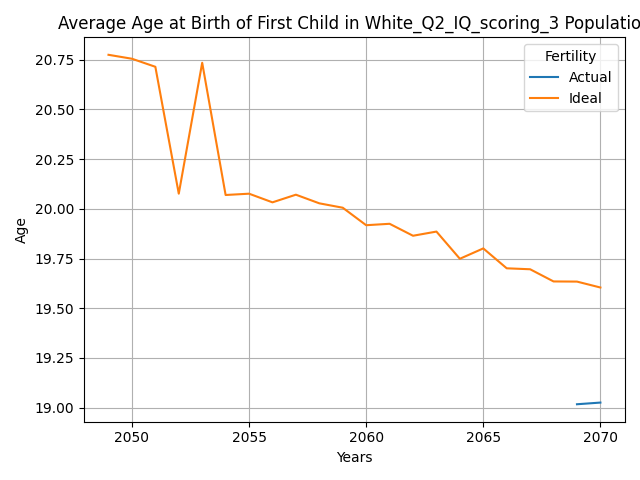 Average Age at Birth of First Child in White_Q2_IQ_scoring_3 Populatio
Fertility
Actual
Ideal
20.75
20.50
20.25
20.00
19.75
19.50
19.25
19.00
Age
2050 2055 2060 2065 2070
Years